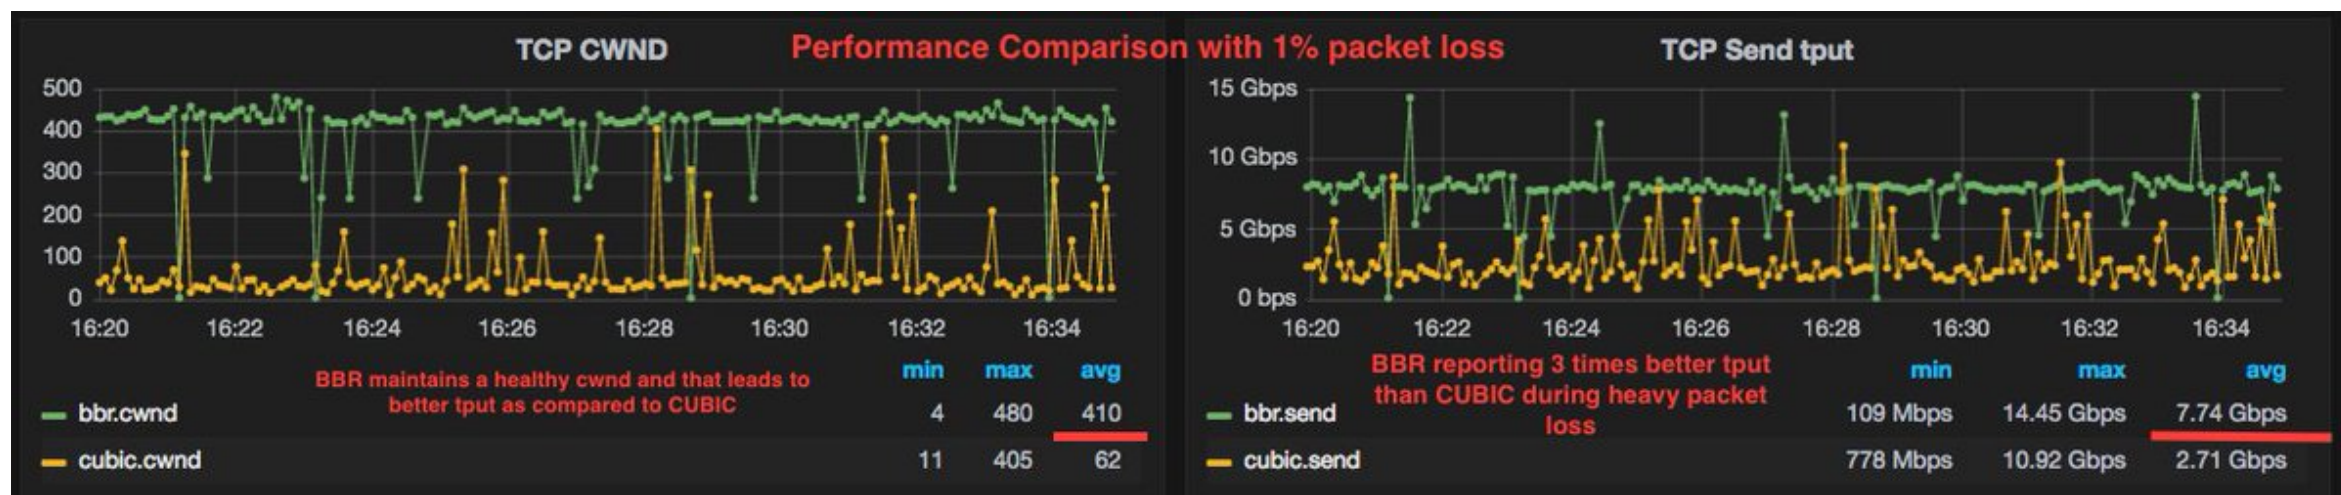 TCP CWND
Performance Comparison with 1% packet loss
TCP Send tput
500
400
300
200
100
0
16:20 16:22 16:24 16:26 16:28 16:30 16:32 16:34
BBR maintains a healthy cwnd and that leads to
better tput as compared to CUBIC
min max avg
bbr.cwnd 4 480 410
cubic.cwnd 11 405 62
15 Gbps
10 Gbps
5 Gbps
0 bps
16:20 16:22 16:24 16:26 16:28 16:30 16:32 16:34
BBR reporting 3 times better tput
than CUBIC during heavy packet
loss
min max avg
bbr.send 109 Mbps 14.45 Gbps 7.74 Gbps
cubic.send 778 Mbps 10.92 Gbps 2.71 Gbps